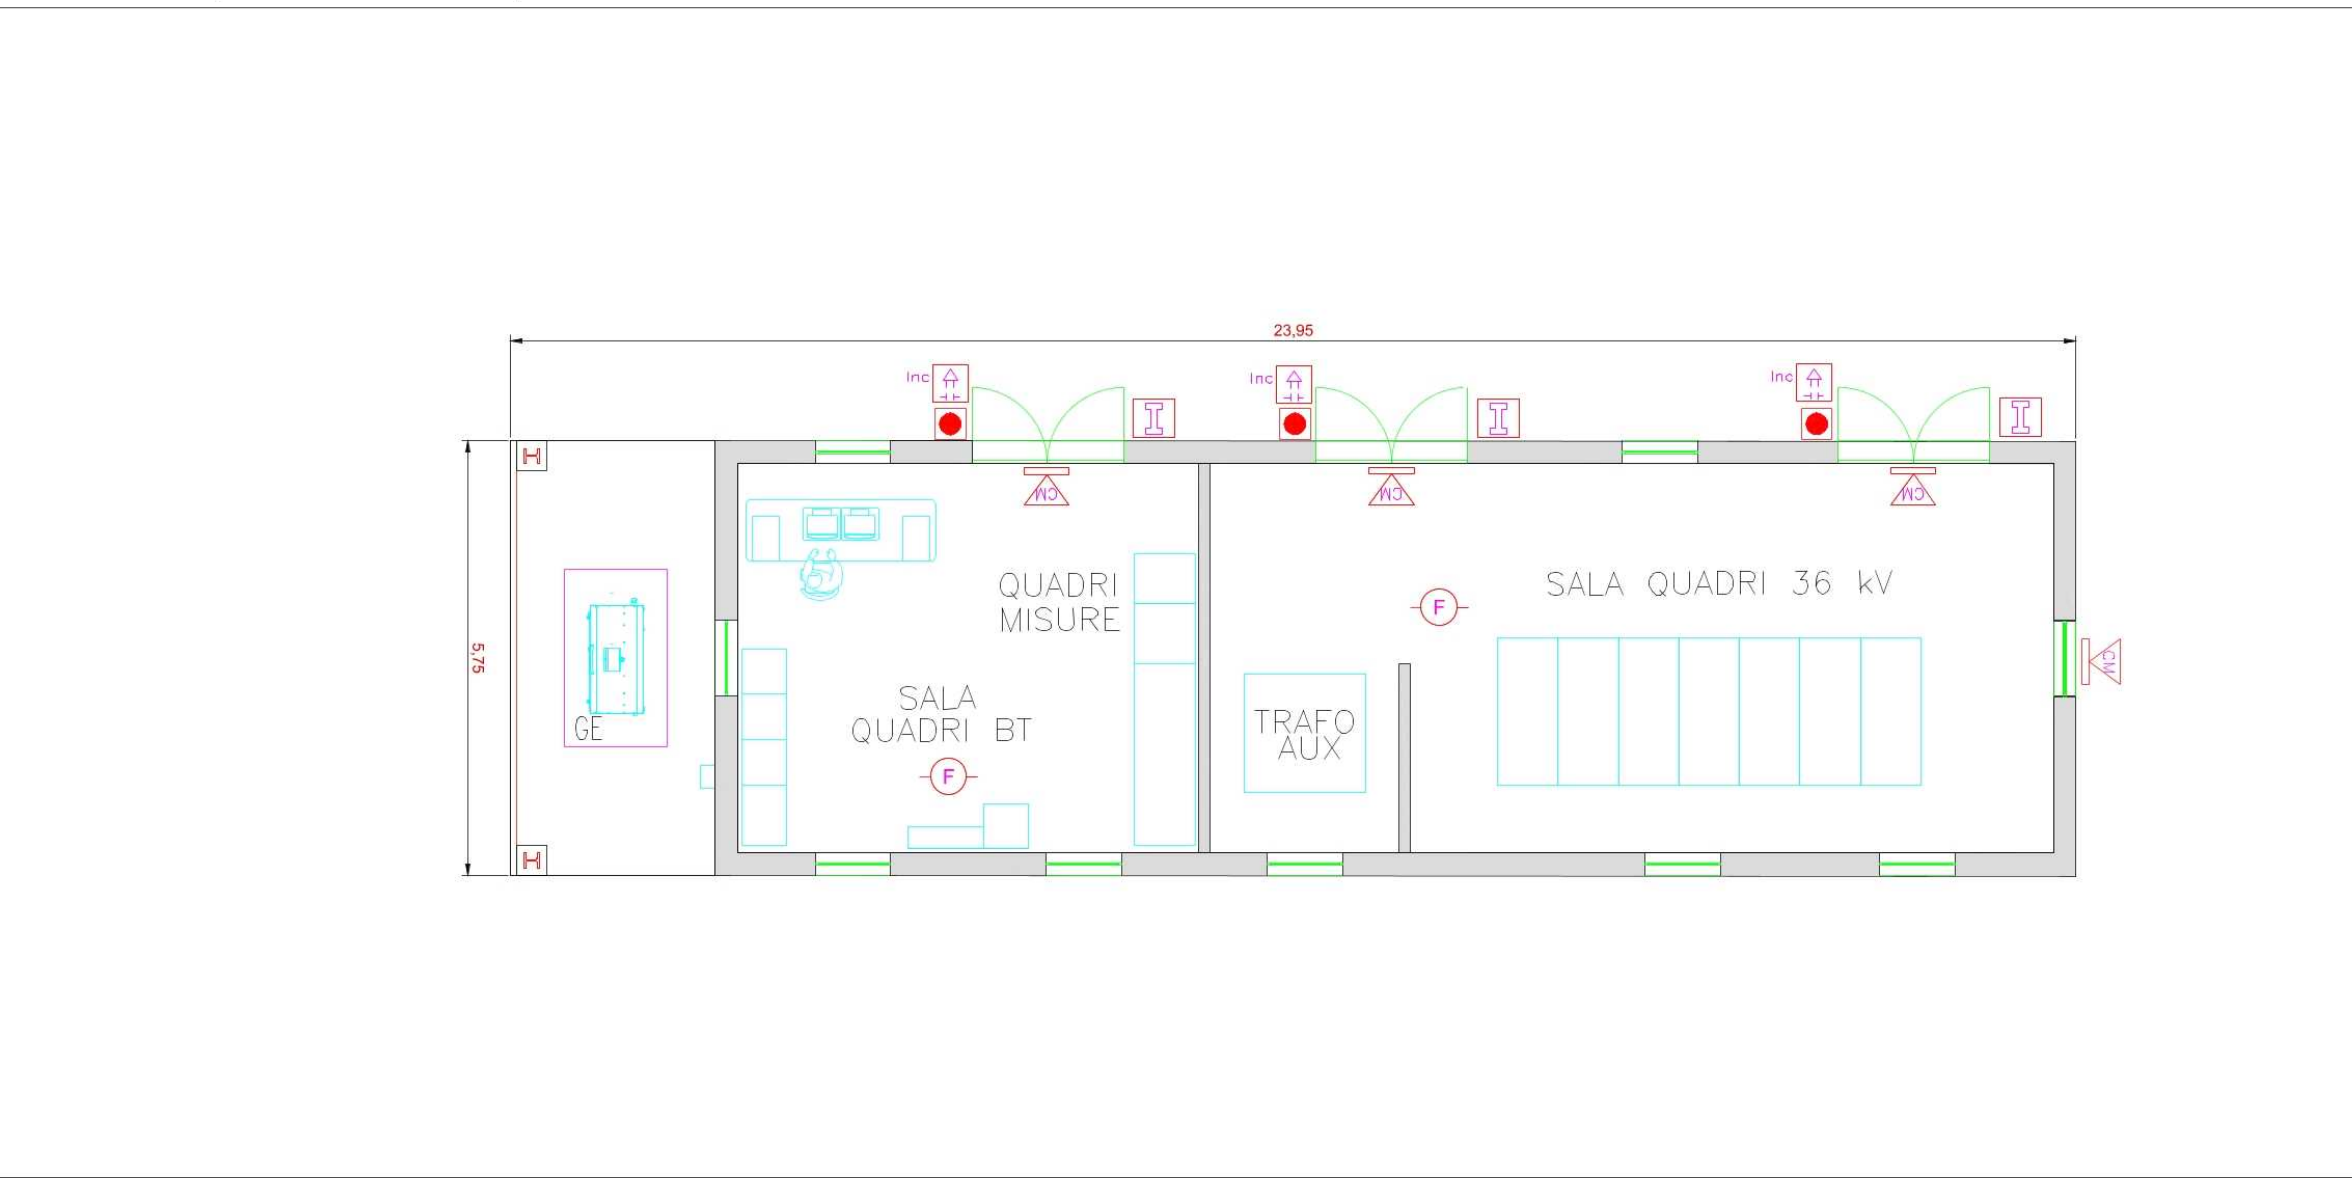 23,95
Inc
Inc
Inc
I
I
I
H
CM
CM
CM
QUADRI
MISURE
SALA QUADRI 36 kV
F
5,75
CM
GE
SALA
QUADRI BT
TRAFO
AUX
F
H